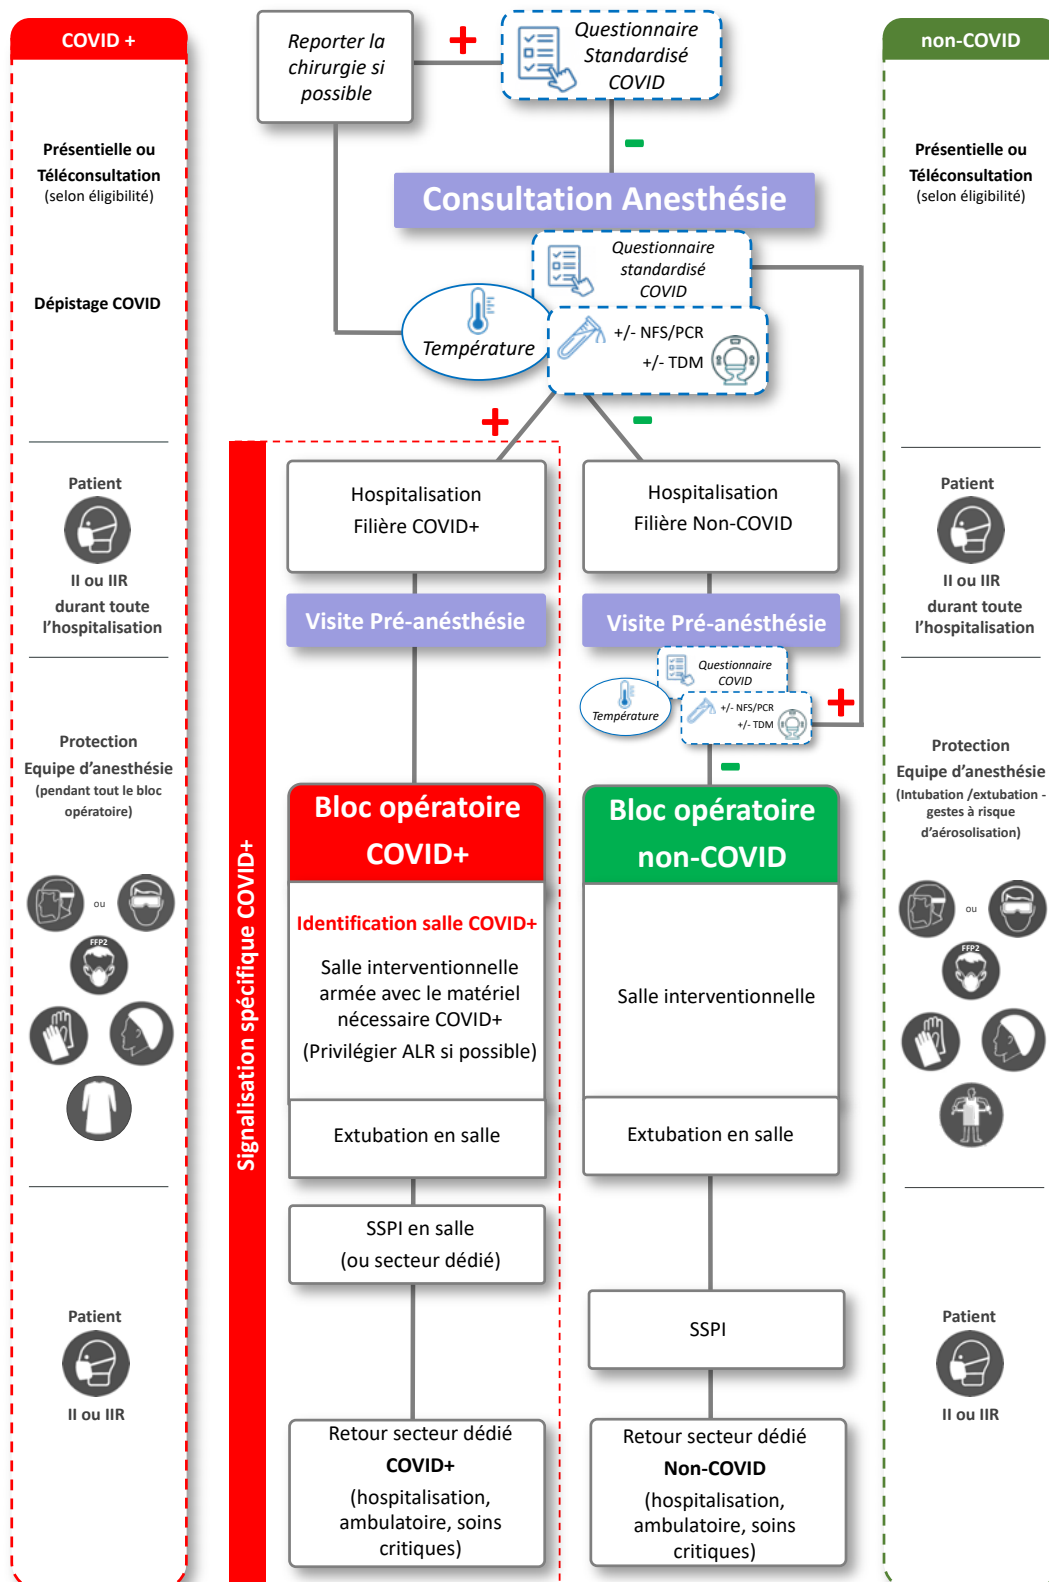 COVID +
Présentielle ou
Téléconsultation
(selon éligibilité)
Dépistage COVID
Patient
II ou IIR
durant toute
l'hospitalisation
Protection
Equipe d'anesthésie
(pendant tout le bloc
opératoire)
ou
FFP2
Patient
II ou IIR
Reporter la
chirurgie si
possible
+
Questionnaire
Standardisé
COVID
-
Consultation Anesthésie
Questionnaire
standardisé
COVID
Température
+/- NFS/PCR
+/- TDM
+
-
Signalisation spécifique COVID+
Hospitalisation
Filière COVID+
Visite Pré-anésthésie
Bloc opératoire
COVID+
Identification salle COVID+
Salle interventionnelle
armée avec le matériel
nécessaire COVID+
(Privilégier ALR si possible)
Extubation en salle
SSPI en salle
(ou secteur dédié)
Retour secteur dédié
COVID+
(hospitalisation,
ambulatoire, soins
critiques)
Hospitalisation
Filière Non-COVID
Visite Pré-anésthésie
Questionnaire
COVID
Température
+/- NFS/PCR
+/- TDM
+
-
Bloc opératoire
non-COVID
Salle interventionnelle
Extubation en salle
SSPI
Retour secteur dédié
Non-COVID
(hospitalisation,
ambulatoire, soins
critiques)
non-COVID
Présentielle ou
Téléconsultation
(selon éligibilité)
Patient
II ou IIR
durant toute
l'hospitalisation
Protection
Equipe d'anesthésie
(Intubation /extubation -
gestes à risque
d'aérosolisation)
ou
FFP2
Patient
II ou IIR